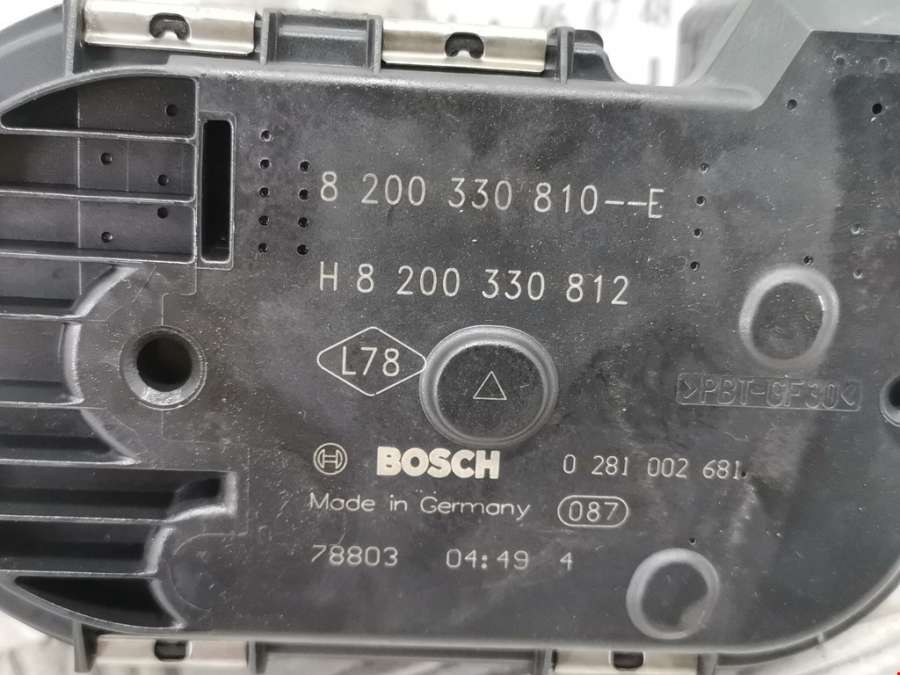 8 200 330 810--E
H 8 200 330 812
L78
>PBT-GF30<
BOSCH 0 281 002 681
Made in Germany 087
78803 04:49 4